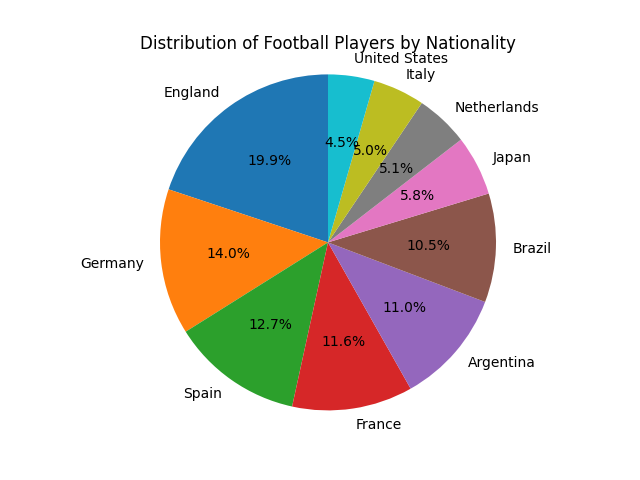 Distribution of Football Players by Nationality
United States
Italy
England
Netherlands
4.5%
5.0%
Japan
19.9%
5.1%
5.8%
Brazil
10.5%
14.0%
Germany
11.0%
12.7%
11.6%
Argentina
Spain
France